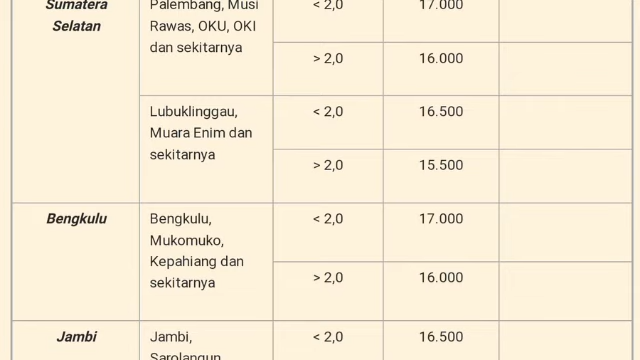 Sumatera
Selatan
Palembang, Musi
Rawas, OKU, OKI
dan sekitarnya
< 2,0
17.000
> 2,0
16.000
Lubuklinggau,
Muara Enim dan
sekitarnya
< 2,0
16.500
> 2,0
15.500
Bengkulu
Bengkulu,
Mukomuko,
Kepahiang dan
sekitarnya
< 2,0
17.000
> 2,0
16.000
Jambi
Jambi,
Sarolangun,
< 2,0
16.500